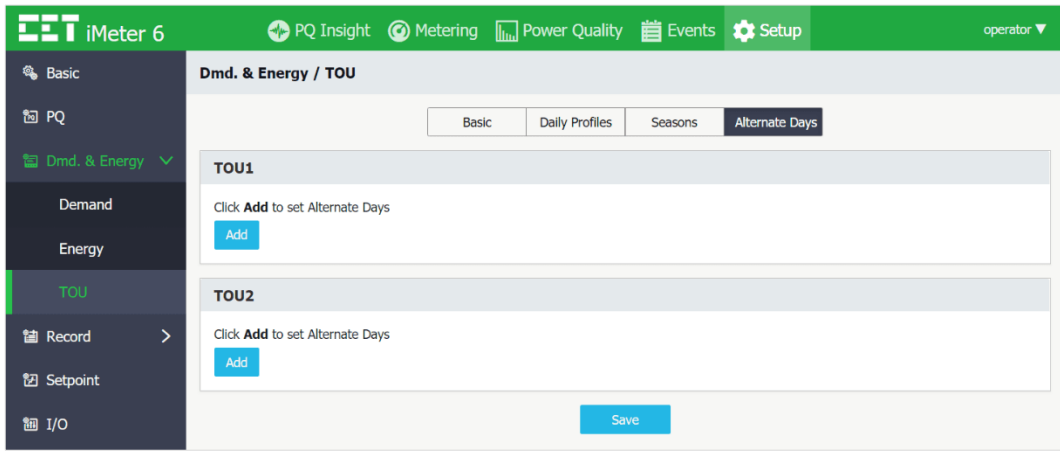 CET iMeter 6
PQ Insight Metering Power Quality Events Setup
operator ▼
Basic
PQ
Dmd. & Energy
Demand
Energy
TOU
Record
Setpoint
I/O
Dmd. & Energy / TOU
Basic Daily Profiles Seasons Alternate Days
TOU1
Click Add to set Alternate Days
Add
TOU2
Click Add to set Alternate Days
Add
Save